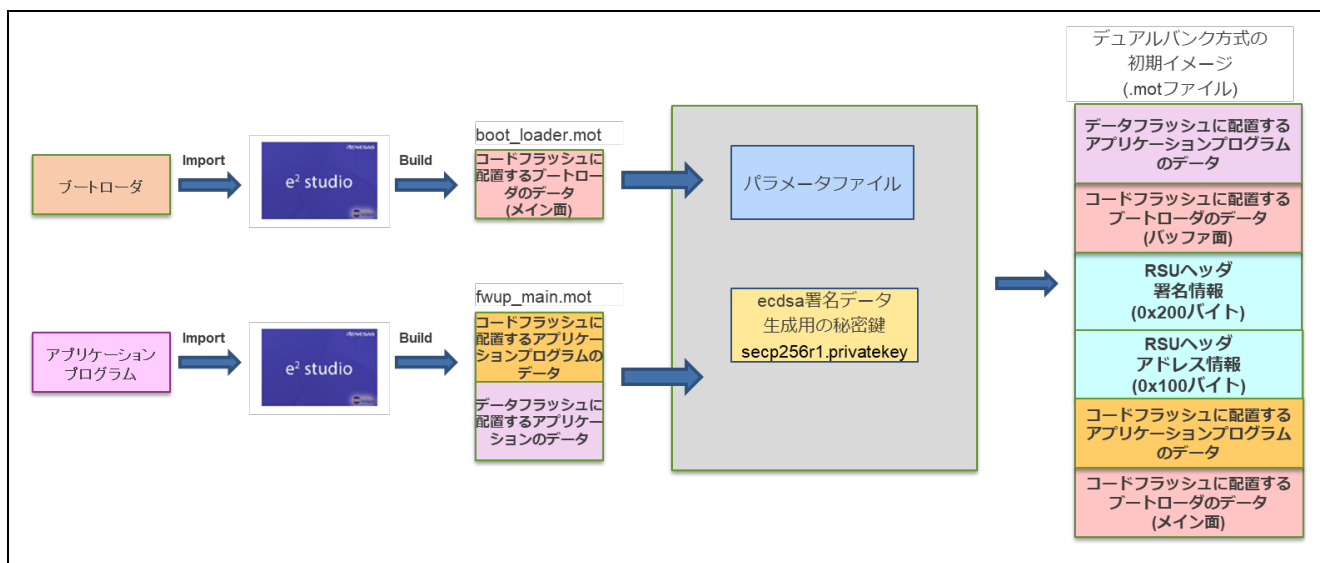 デュアルバンク方式の
初期イメージ
(.motファイル)
ブートローダ
Import
RENESAS
e² studio
Build
boot_loader.mot
コードフラッシュに
配置するブートロー
ダのデータ
(メイン面)
パラメータファイル
ecdsa署名データ
生成用の秘密鍵
secp256r1.privatekey
アプリケーション
プログラム
Import
RENESAS
e² studio
Build
fwup_main.mot
コードフラッシュに
配置するアプリケー
ションプログラムの
データ
データフラッシュに
配置するアプリケー
ションのデータ
データフラッシュに配置する
アプリケーションプログラム
のデータ
コードフラッシュに配置する
ブートローダのデータ
(バッファ面)
RSUヘッダ
署名情報
(0x200バイト)
RSUヘッダ
アドレス情報
(0x100バイト)
コードフラッシュに配置する
アプリケーションプログラム
のデータ
コードフラッシュに配置する
ブートローダのデータ
(メイン面)